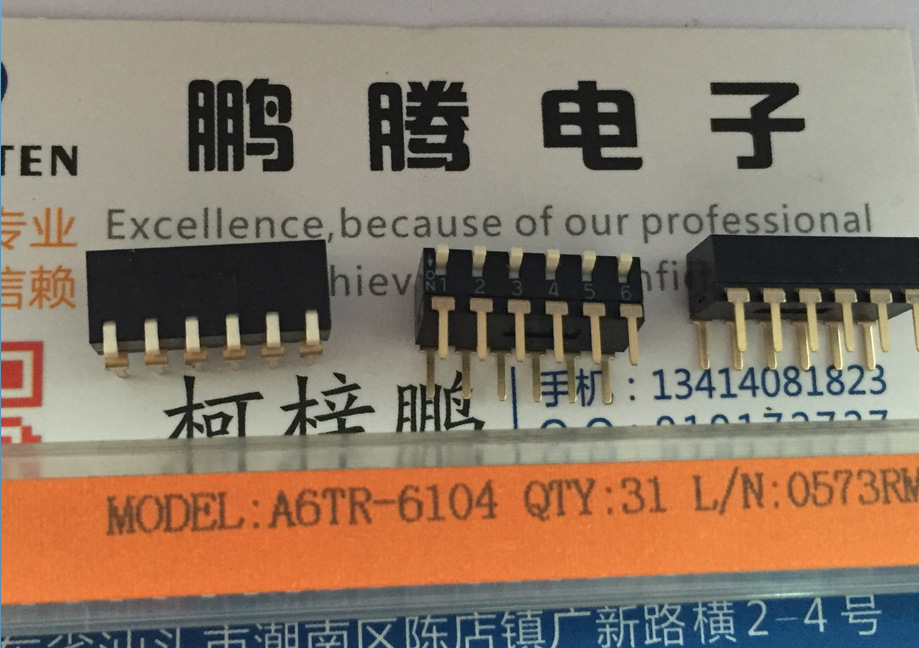 鹏腾电子
TEN
专业
Excellence,because of our professional
信赖
ON
1 2 3 4 5 6
柯梓鹏
手机：13414081823
MODEL:A6TR-6104 QTY:31 L/N:0573RM
汕头市潮南区陈店镇广新路横2-4号